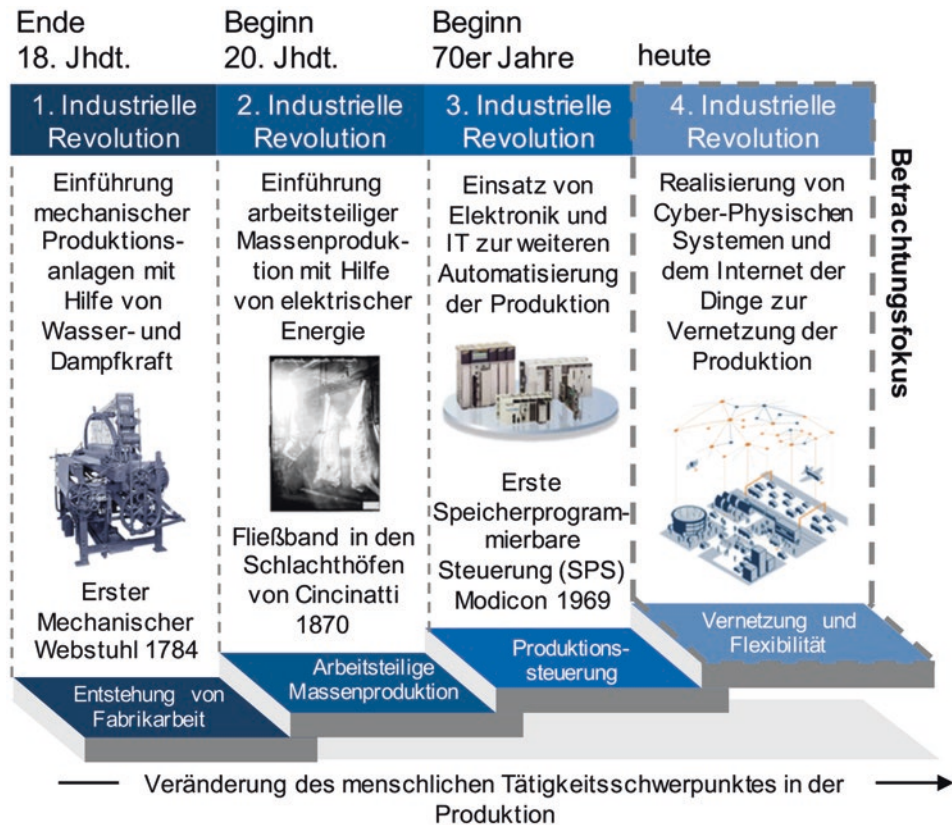 Ende
18. Jhdt.
Beginn
20. Jhdt.
Beginn
70er Jahre
heute
1. Industrielle
Revolution
2. Industrielle
Revolution
3. Industrielle
Revolution
4. Industrielle
Revolution
Einführung
mechanischer
Produktions-
anlagen mit
Hilfe von
Wasser- und
Dampfkraft
Erster
Mechanischer
Webstuhl 1784
Einführung
arbeitsteiliger
Massenproduk-
tion mit Hilfe
von elektrischer
Energie
Fließband in den
Schlachthöfen
von Cincinatti
1870
Einsatz von
Elektronik und
IT zur weiteren
Automatisierung
der Produktion
Erste
Speicherprogram-
mierbare
Steuerung (SPS)
Modicon 1969
Realisierung von
Cyber-Physischen
Systemen und
dem Internet der
Dinge zur
Vernetzung der
Produktion
Betrachtungsfokus
Entstehung von
Fabrikarbeit
Arbeitsteilige
Massenproduktion
Produktions-
steuerung
Vernetzung und
Flexibilität
Veränderung des menschlichen Tätigkeitsschwerpunktes in der
Produktion